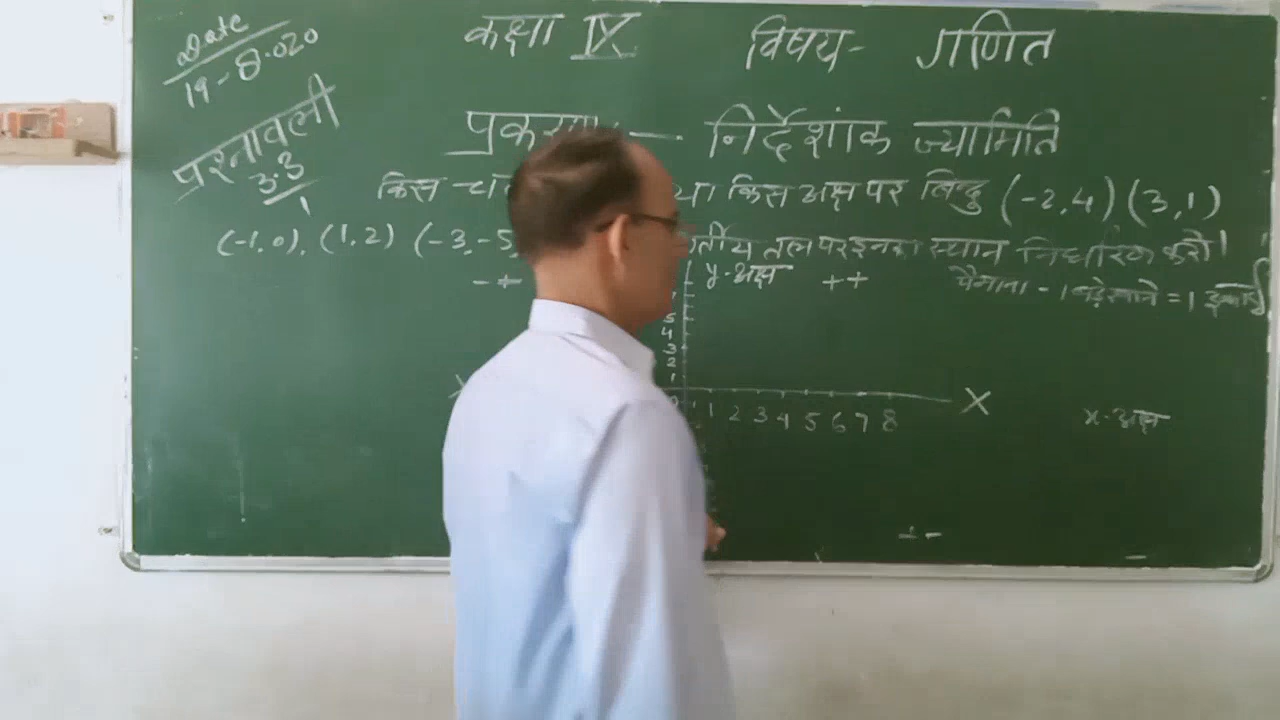 Date
19-8-020
कक्षा IX विषय- गणित
प्रश्नावली
3.3
1
प्रकरण — निर्देशांक ज्यामिति
किस या किस अक्ष पर बिन्दु (-2,4) (3,1)
(-1,0), (1,2) (-3,-5) तीय तल पर इनका स्थान निर्धारित करो।
-+ y-अक्ष ++ पैमाना - 1 बड़े खाने = 1 इकाई
5
4
3
2
1
X
1 2 3 4 5 6 7 8
x-अक्ष
+-